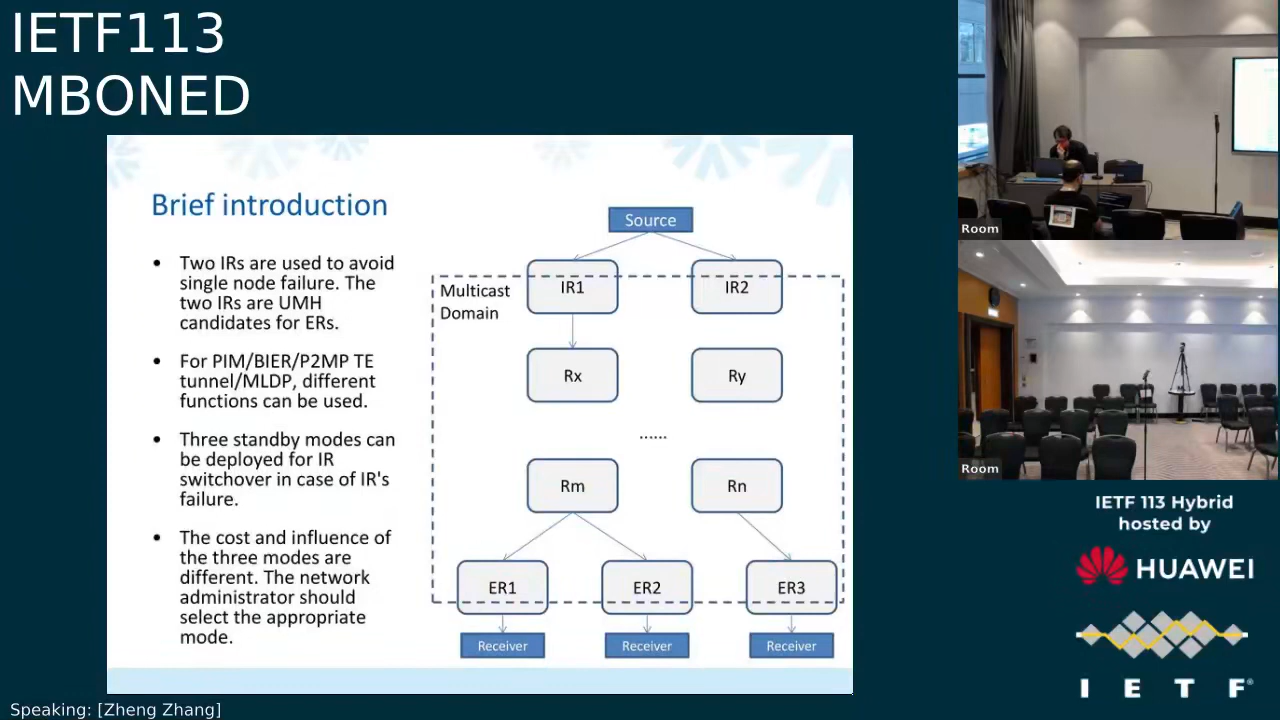 IETF113
MBONED
Brief introduction
• Two IRs are used to avoid
single node failure. The
two IRs are UMH
candidates for ERs.
• For PIM/BIER/P2MP TE
tunnel/MLDP, different
functions can be used.
• Three standby modes can
be deployed for IR
switchover in case of IR's
failure.
• The cost and influence of
the three modes are
different. The network
administrator should
select the appropriate
mode.
Source
Multicast
Domain
IR1
IR2
Rx
Ry
......
Rm
Rn
ER1
ER2
ER3
Receiver
Receiver
Receiver
Room
Room
IETF 113 Hybrid
hosted by
HUAWEI
I E T F®
Speaking: [Zheng Zhang]